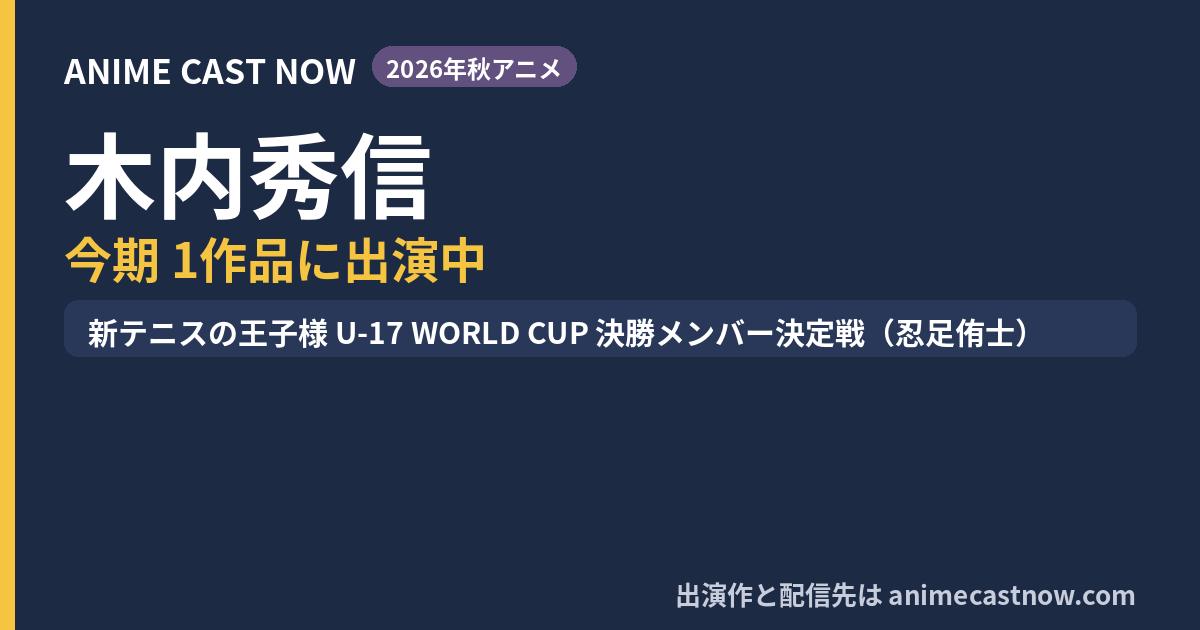 ANIME CAST NOW 2026年秋アニメ
木内秀信
今期 1作品に出演中
新テニスの王子様 U-17 WORLD CUP 決勝メンバー決定戦（忍足侑士）
出演作と配信先は animecastnow.com